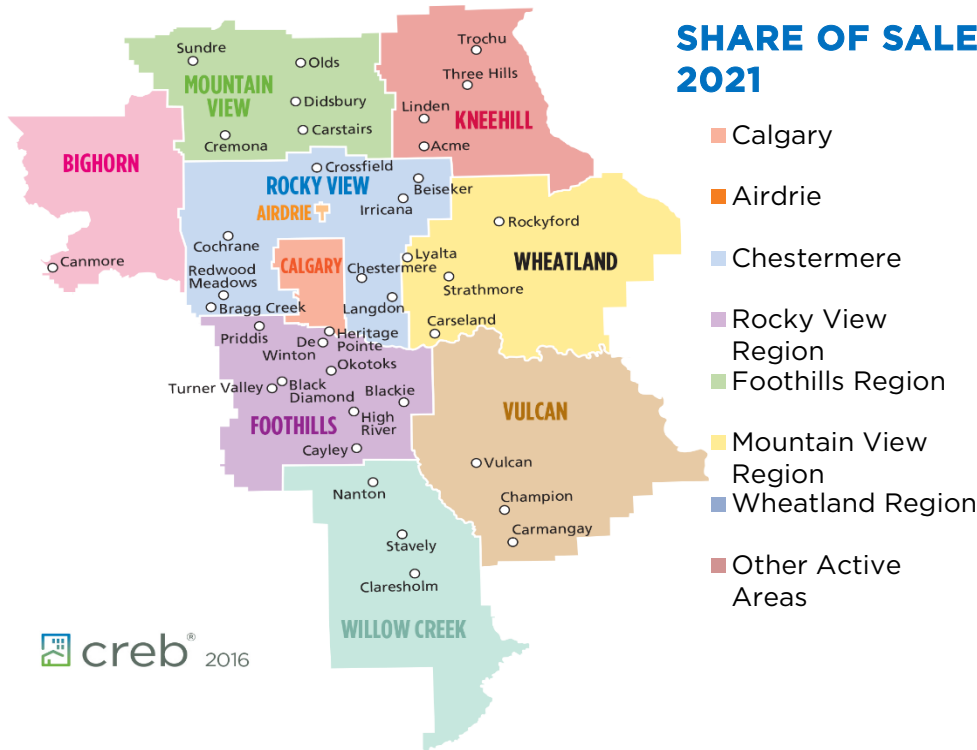 SHARE OF SALE
2021
Calgary
Airdrie
Chestermere
Rocky View
Region
Foothills Region
Mountain View
Region
Wheatland Region
Other Active
Areas
Sundre
Olds
MOUNTAIN
VIEW
Didsbury
Carstairs
Cremona
Trochu
Three Hills
Linden
KNEEHILL
Acme
BIGHORN
Canmore
Crossfield
ROCKY VIEW
Beiseker
AIRDRIE
Irricana
Cochrane
CALGARY
Chestermere
Redwood
Meadows
Bragg Creek
Langdon
Rockyford
Lyalta
WHEATLAND
Strathmore
Carseland
Priddis
De
Winton
Heritage
Pointe
Okotoks
Turner Valley
Black
Diamond
Blackie
FOOTHILLS
High
River
Cayley
VULCAN
Vulcan
Champion
Carmangay
Nanton
Stavely
Claresholm
WILLOW CREEK
creb® 2016